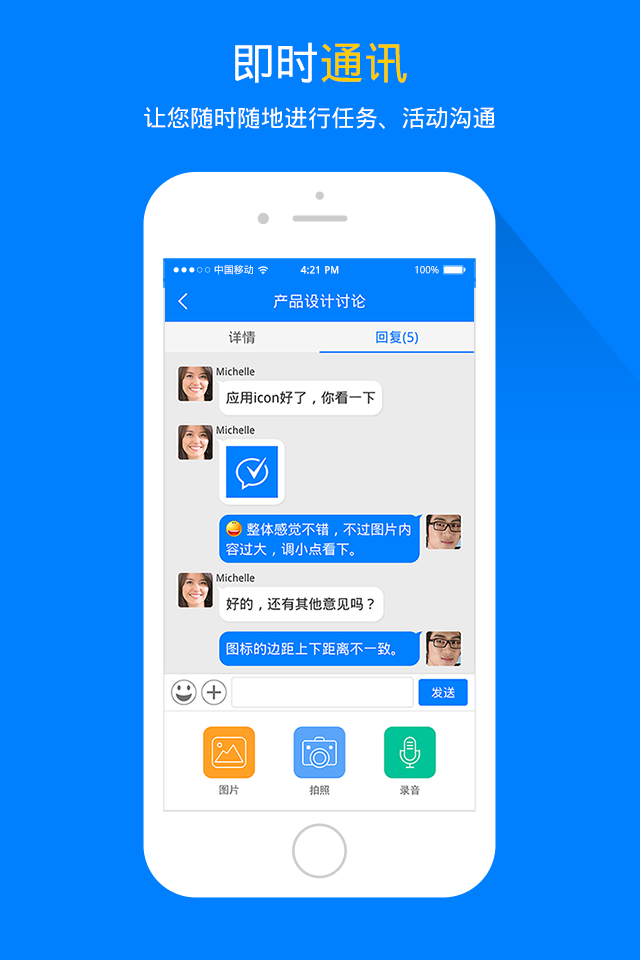 即时通讯
让您随时随地进行任务、活动沟通
中国移动 4:21 PM 100%
产品设计讨论
详情 回复(5)
Michelle
应用icon好了，你看一下
Michelle
整体感觉不错，不过图片内
容过大，调小点看下。
Michelle
好的，还有其他意见吗？
图标的边距上下距离不一致。
发送
图片 拍照 录音